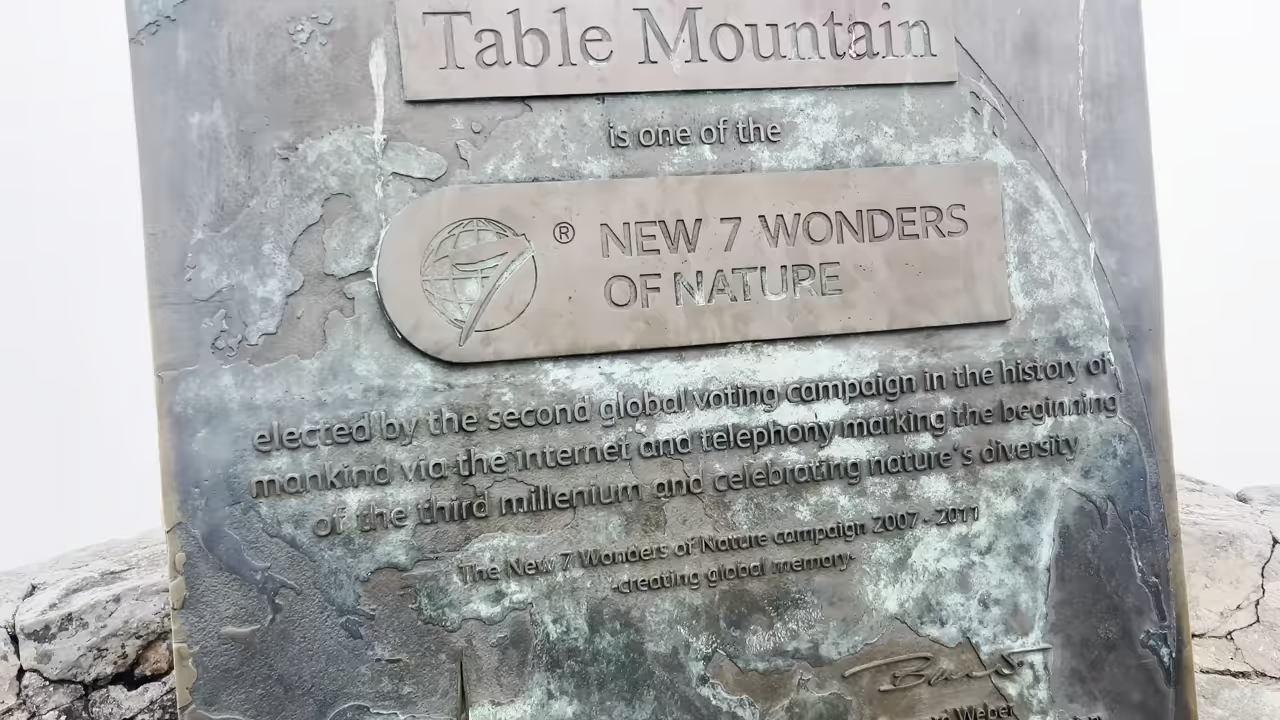 Table Mountain
is one of the
® NEW 7 WONDERS
OF NATURE
elected by the second global voting campaign in the history of
mankind via the internet and telephony marking the beginning
of the third millenium and celebrating nature's diversity
The New 7 Wonders of Nature campaign 2007 - 2011
-creating global memory-
Weber